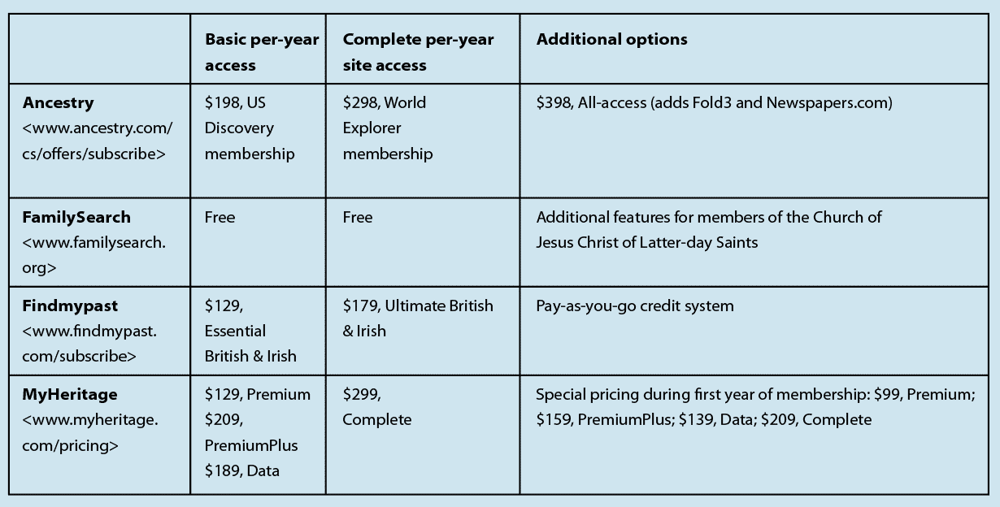 Basic per-year
access
Complete per-year
site access
Additional options
Ancestry
<www.ancestry.com/
cs/offers/subscribe>
$198, US
Discovery
membership
$298, World
Explorer
membership
$398, All-access (adds Fold3 and Newspapers.com)
FamilySearch
<www.familysearch.
org>
Free
Free
Additional features for members of the Church of
Jesus Christ of Latter-day Saints
Findmypast
<www.findmypast.
com/subscribe>
$129,
Essential
British & Irish
$179, Ultimate British
& Irish
Pay-as-you-go credit system
MyHeritage
<www.myheritage.
com/pricing>
$129, Premium
$209,
PremiumPlus
$189, Data
$299,
Complete
Special pricing during first year of membership: $99, Premium;
$159, PremiumPlus; $139, Data; $209, Complete